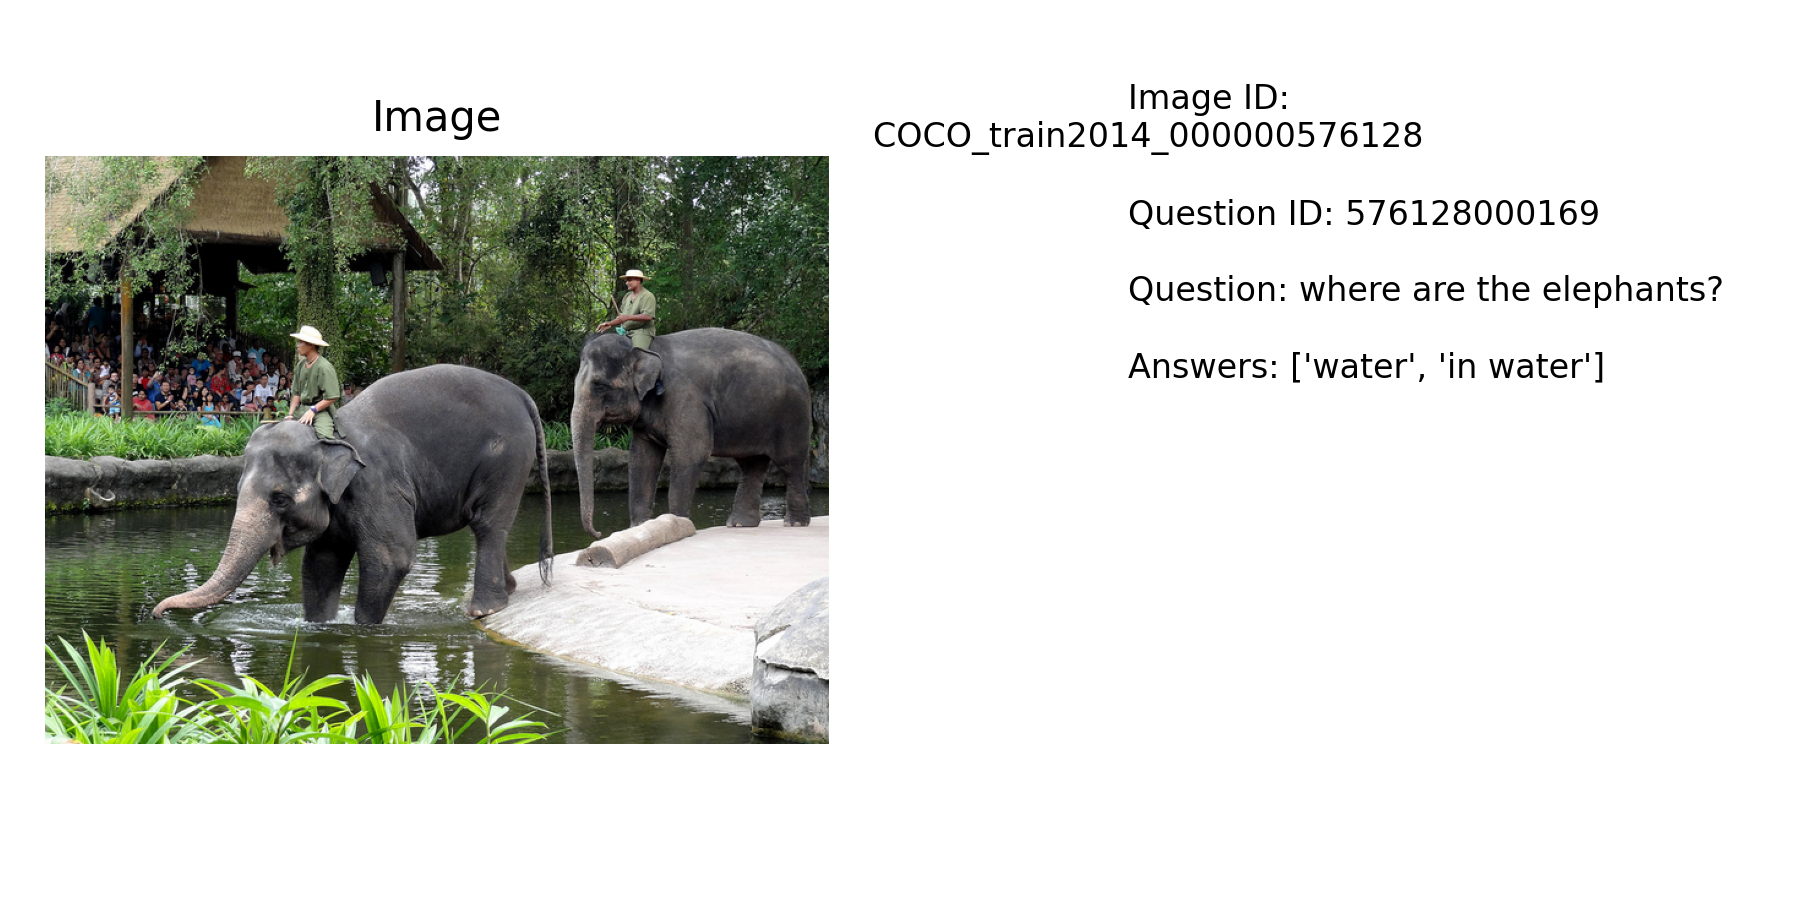 Image
Image ID:
COCO_train2014_000000576128
Question ID: 576128000169
Question: where are the elephants?
Answers: ['water', 'in water']